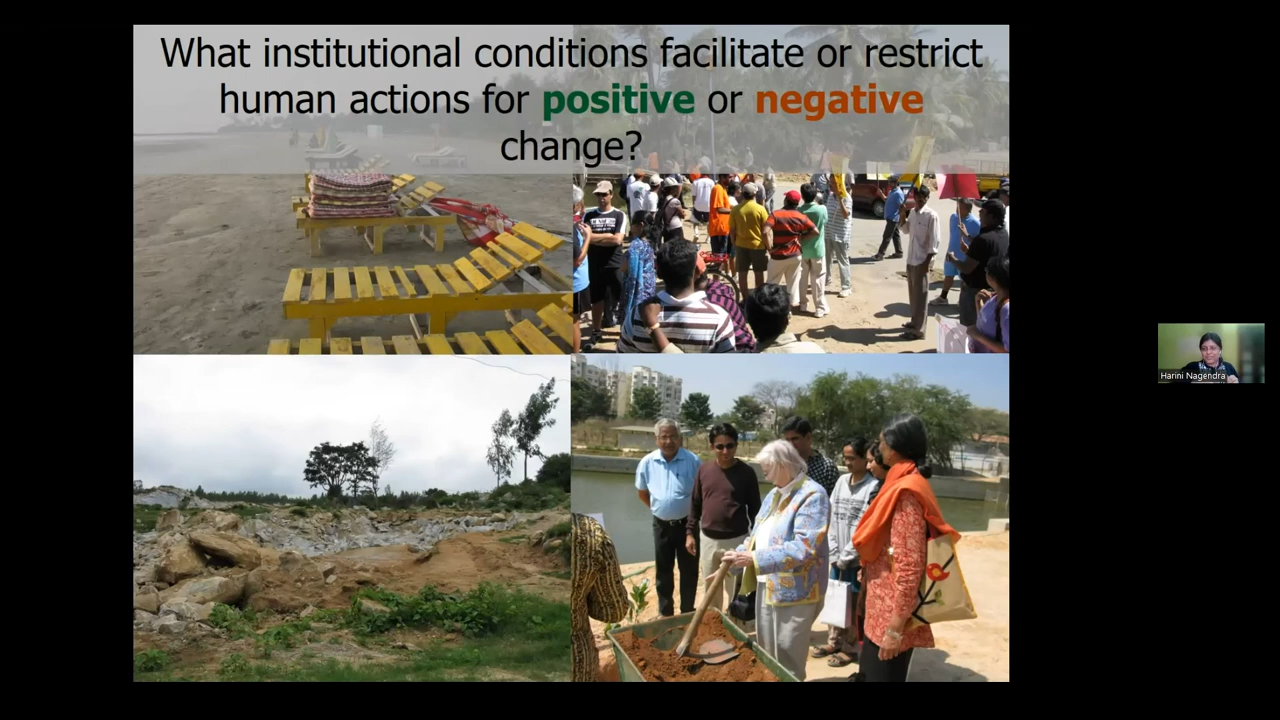 What institutional conditions facilitate or restrict
human actions for positive or negative
change?
Harini Nagendra